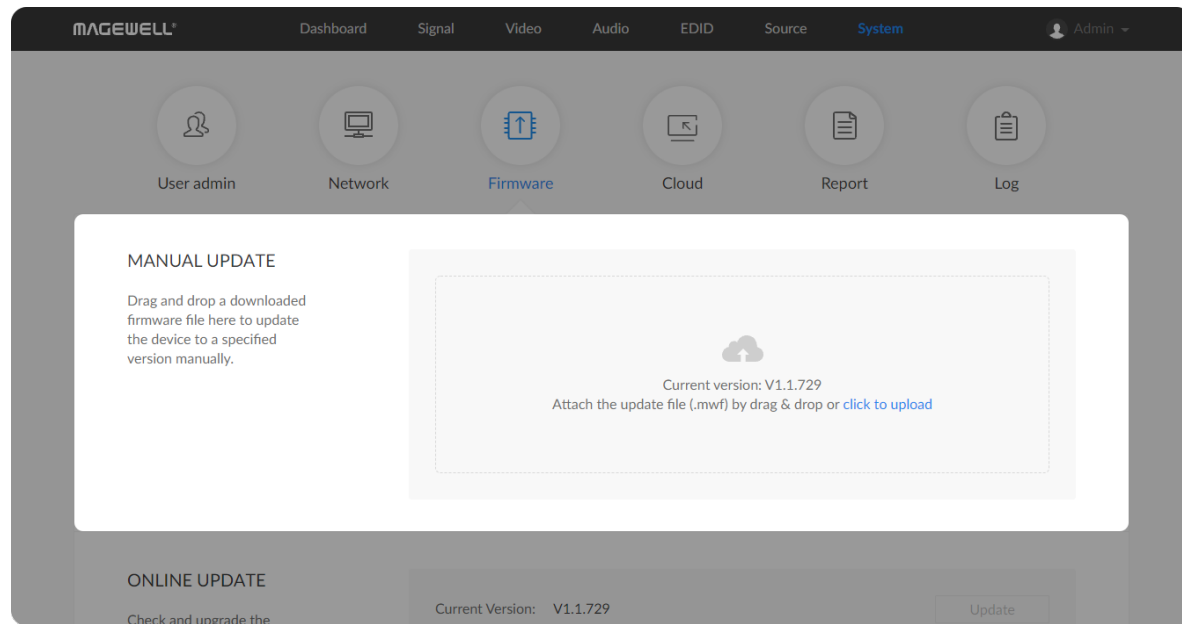 MAGEWELL®
Dashboard
Signal
Video
Audio
EDID
Source
System
Admin
User admin
Network
Firmware
Cloud
Report
Log
MANUAL UPDATE
Drag and drop a downloaded
firmware file here to update
the device to a specified
version manually.
Current version: V1.1.729
Attach the update file (.mwf) by drag & drop or click to upload
ONLINE UPDATE
Check and upgrade the
Current Version: V1.1.729
Update